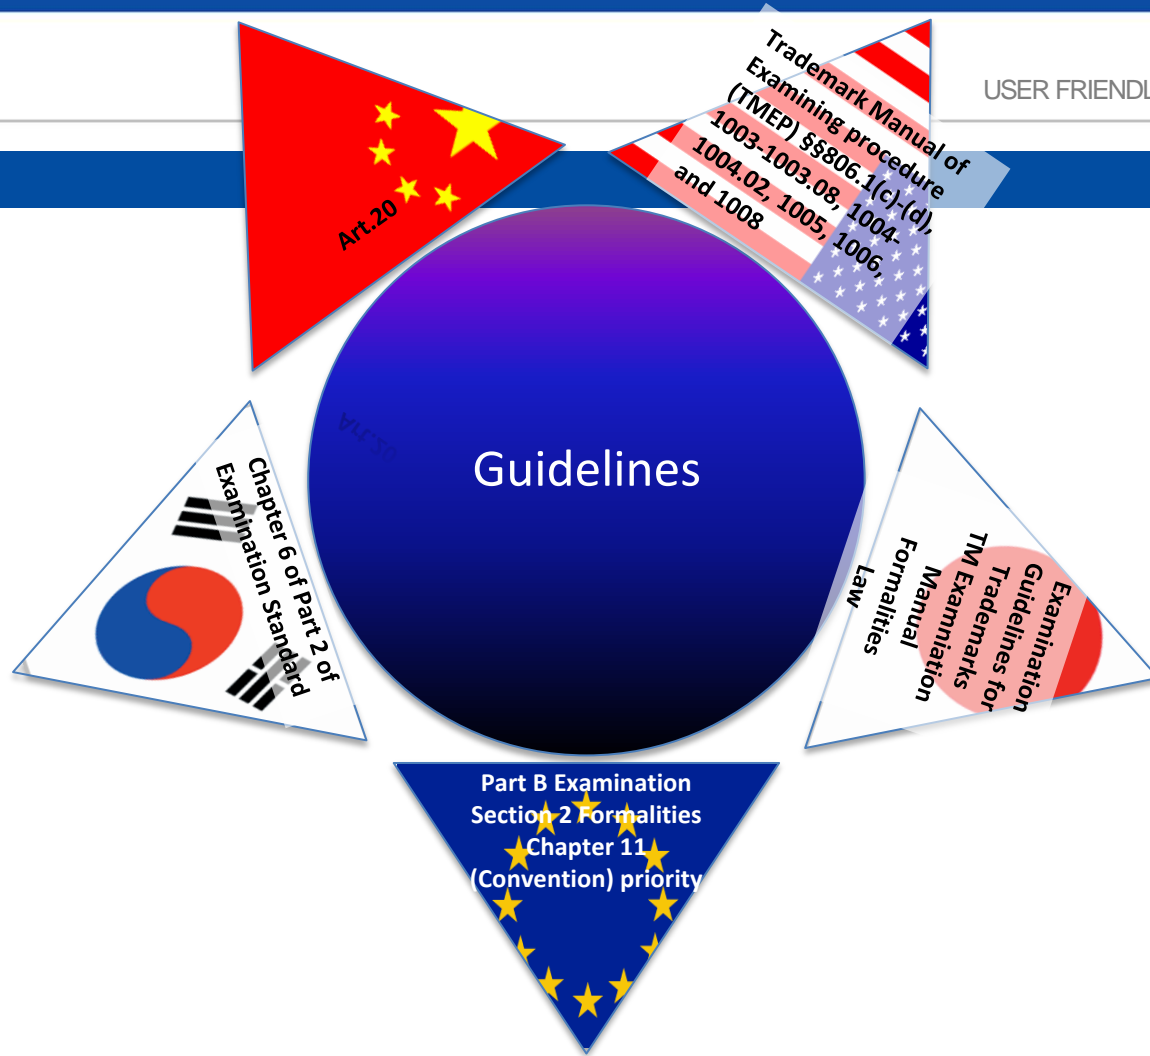 USER FRIENDL
Art.20
Trademark Manual of
Examining procedure
(TMEP) §§806.1(c)-(d),
1003-1003.08, 1004-
1004.02, 1005, 1006,
and 1008
Art.20
Guidelines
Chapter 6 of Part 2 of
Examination Standard
Examination
Guidelines for
Trademarks
TM Examniation
Manual
Formalities
Law
Part B Examination
Section 2 Formalities
Chapter 11
(Convention) priority